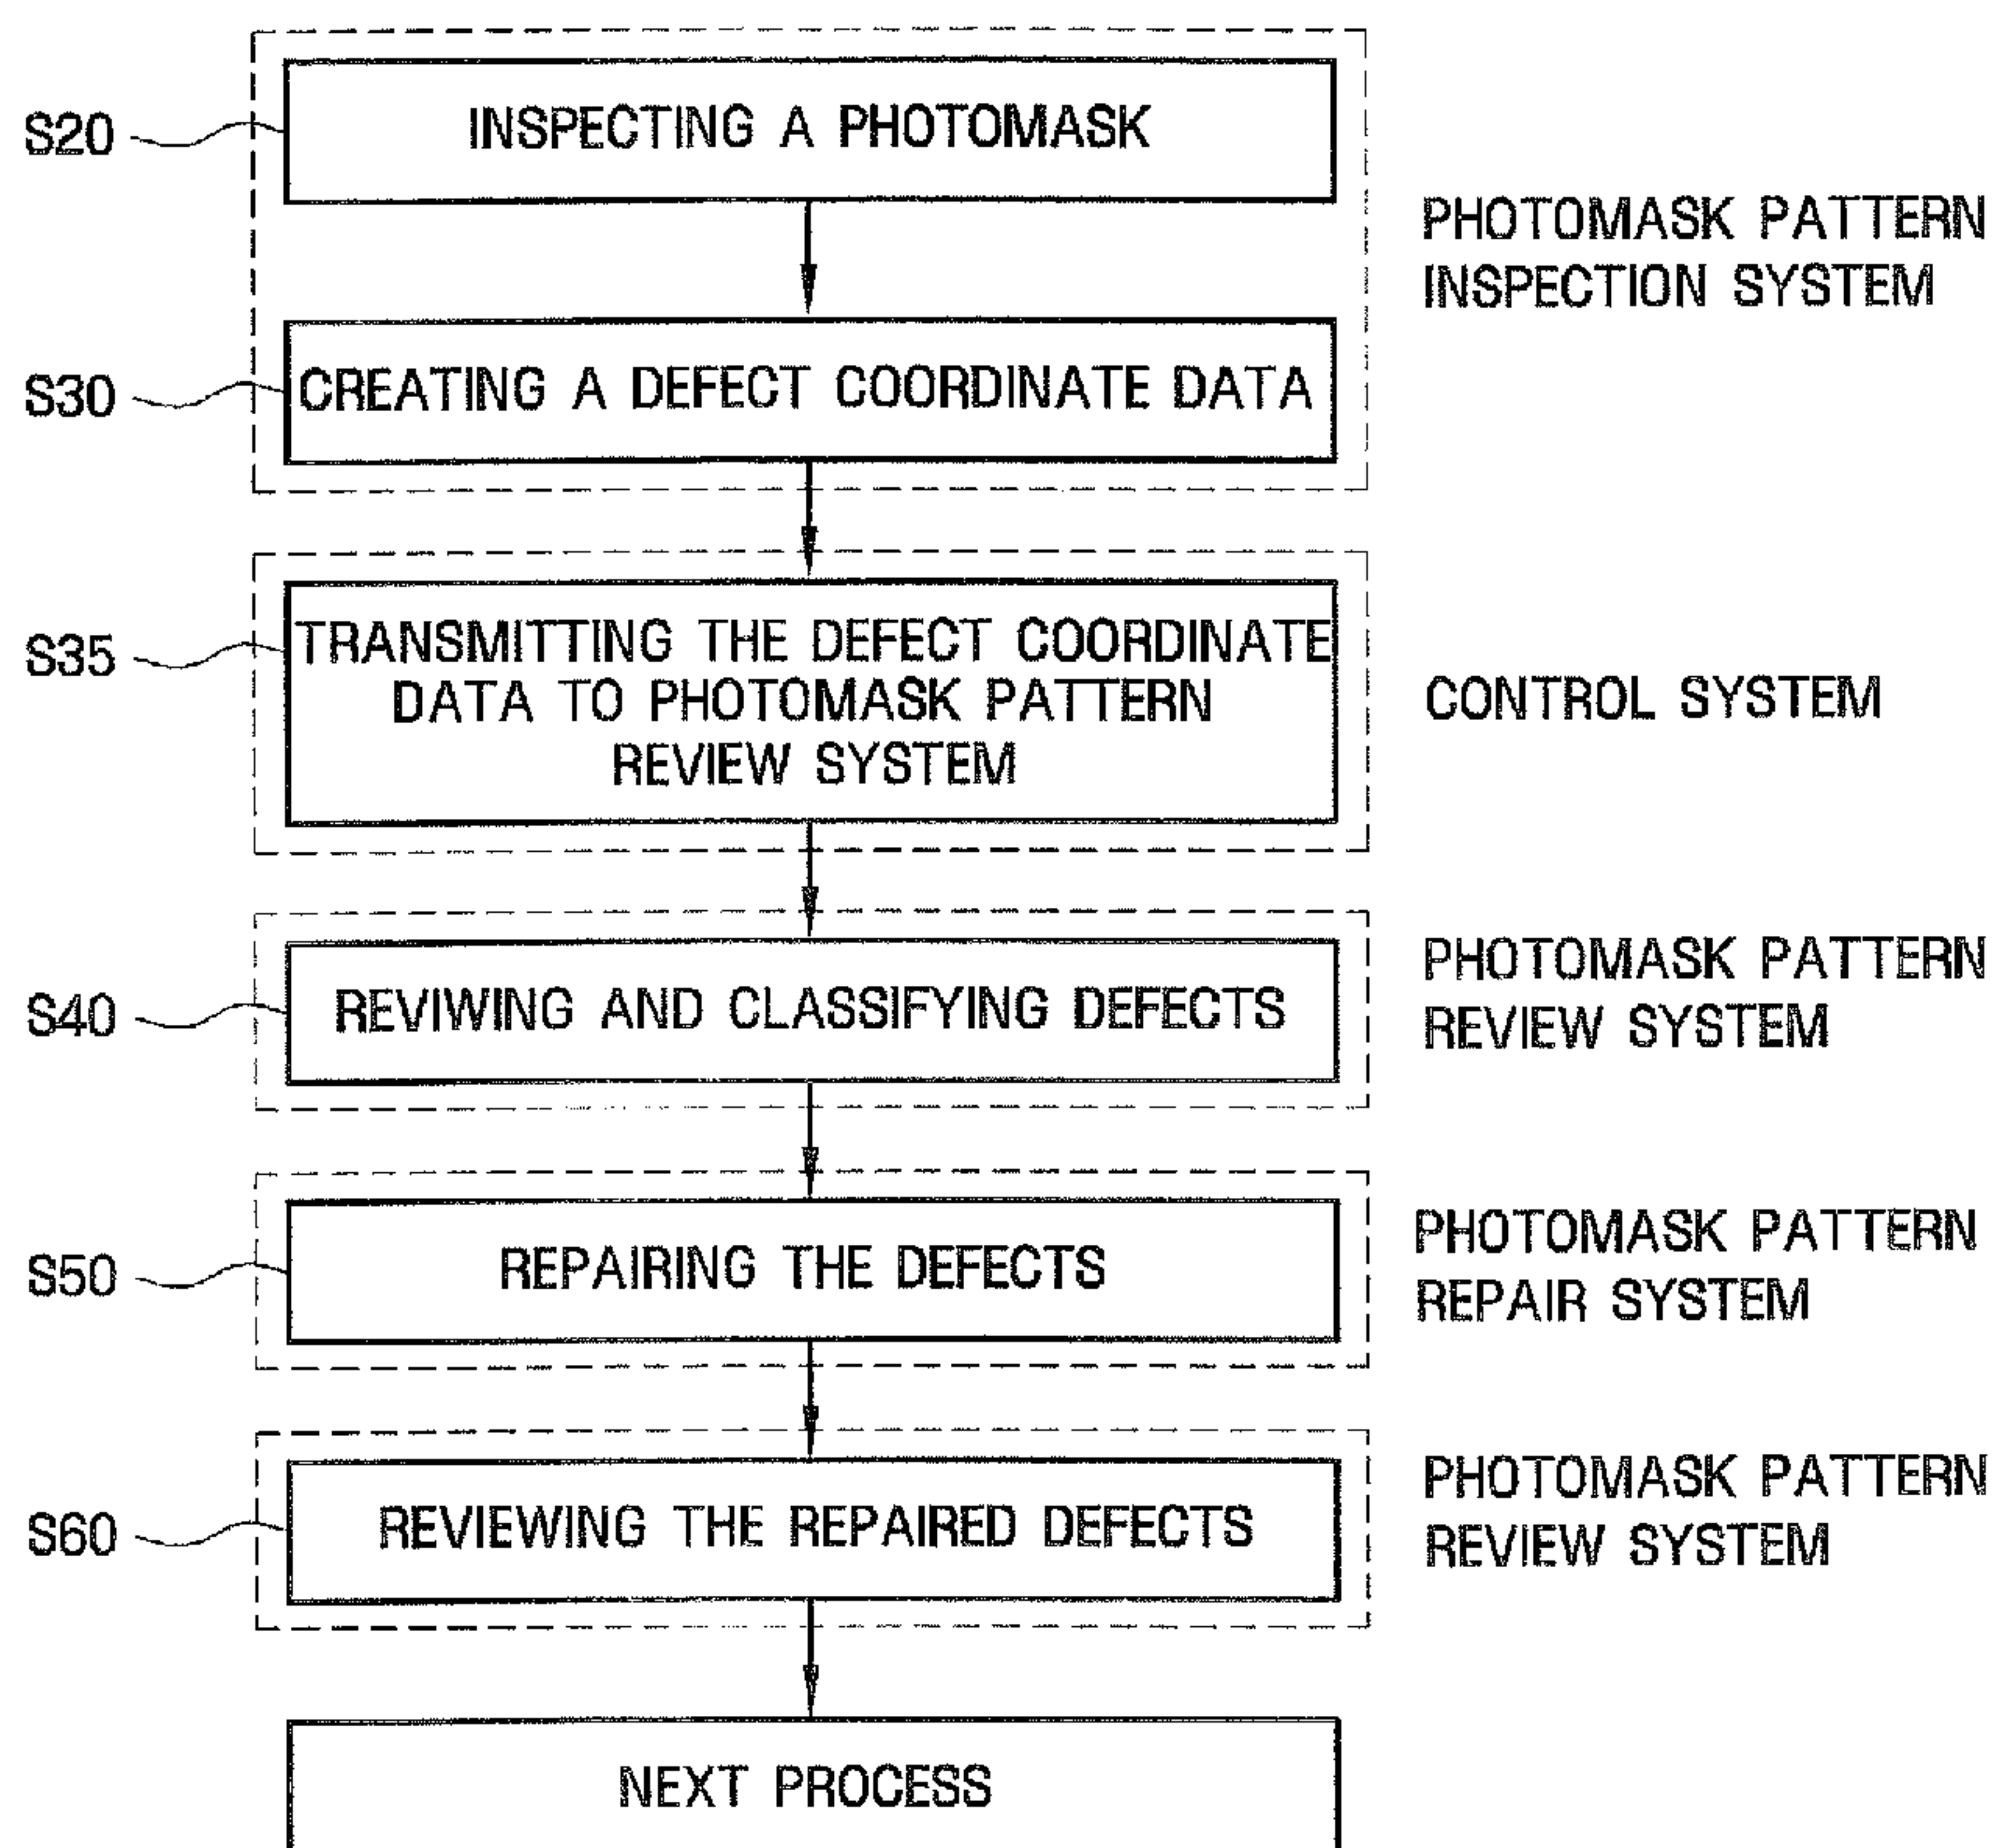 S20
INSPECTING A PHOTOMASK
PHOTOMASK PATTERN
INSPECTION SYSTEM
S30
CREATING A DEFECT COORDINATE DATA
S35
TRANSMITTING THE DEFECT COORDINATE
DATA TO PHOTOMASK PATTERN
REVIEW SYSTEM
CONTROL SYSTEM
S40
REVIWING AND CLASSIFYING DEFECTS
PHOTOMASK PATTERN
REVIEW SYSTEM
S50
REPAIRING THE DEFECTS
PHOTOMASK PATTERN
REPAIR SYSTEM
S60
REVIEWING THE REPAIRED DEFECTS
PHOTOMASK PATTERN
REVIEW SYSTEM
NEXT PROCESS